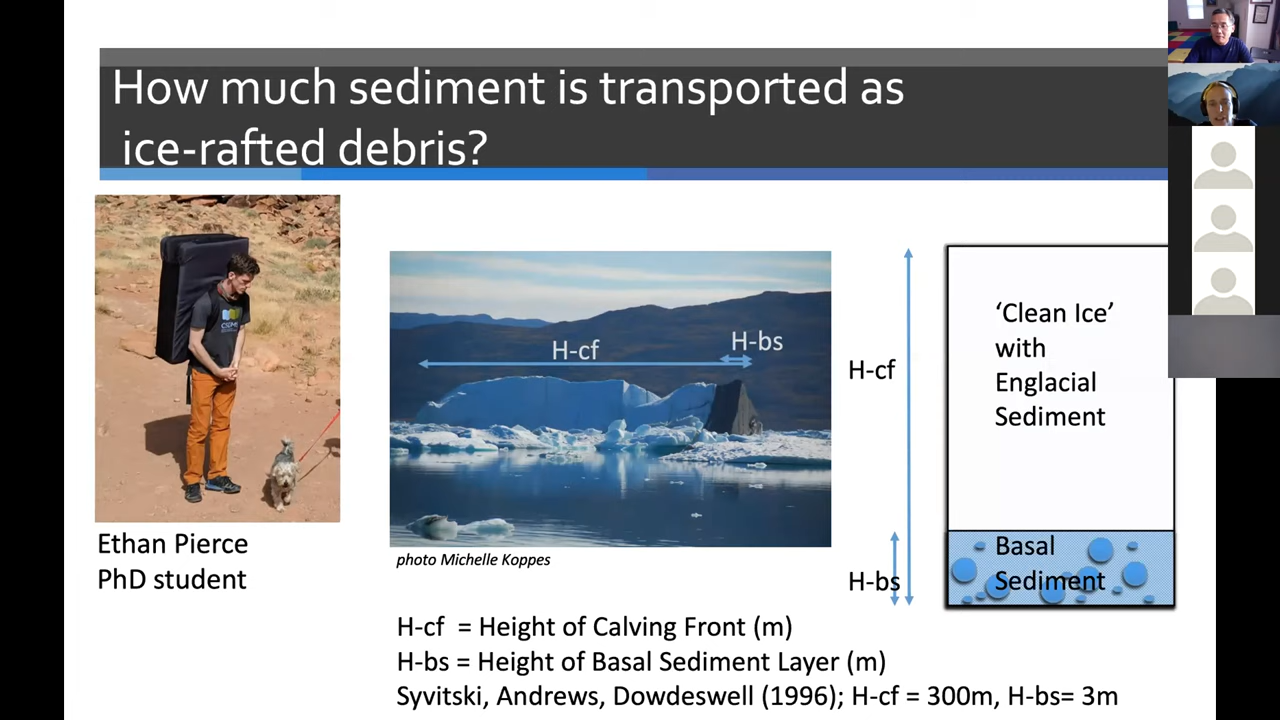 How much sediment is transported as
ice-rafted debris?
H-cf
H-bs
H-cf
‘Clean Ice’
with
Englacial
Sediment
H-bs
Basal
Sediment
Ethan Pierce
PhD student
photo Michelle Koppes
H-cf = Height of Calving Front (m)
H-bs = Height of Basal Sediment Layer (m)
Syvitski, Andrews, Dowdeswell (1996); H-cf = 300m, H-bs= 3m